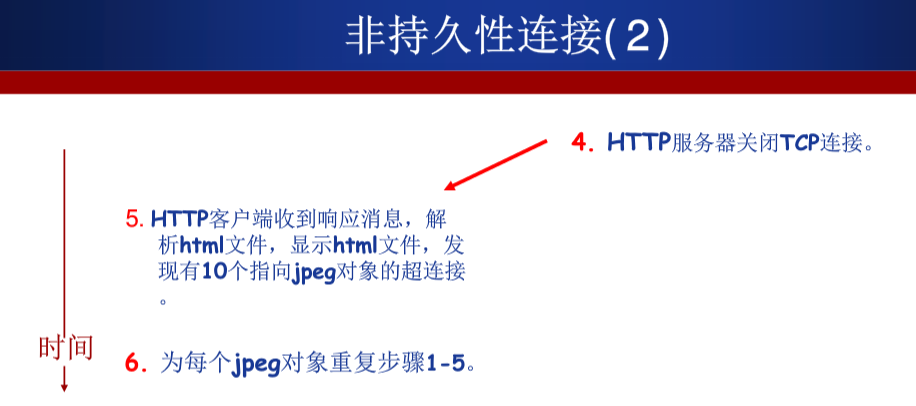 非持久性连接(2)
4. HTTP服务器关闭TCP连接。
5. HTTP客户端收到响应消息，解
析html文件，显示html文件，发
现有10个指向jpeg对象的超连接
。
时间
6. 为每个jpeg对象重复步骤1-5。